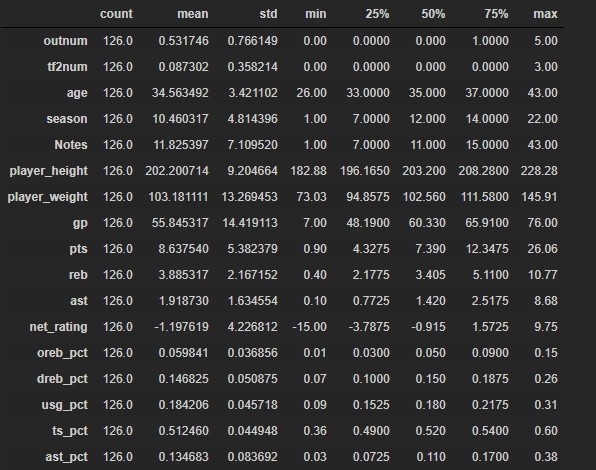 count mean std min 25% 50% 75% max
outnum 126.0 0.531746 0.766149 0.00 0.0000 0.000 1.0000 5.00
tf2num 126.0 0.087302 0.358214 0.00 0.0000 0.000 0.0000 3.00
age 126.0 34.563492 3.421102 26.00 33.0000 35.000 37.0000 43.00
season 126.0 10.460317 4.814396 1.00 7.0000 12.000 14.0000 22.00
Notes 126.0 11.825397 7.109520 1.00 7.0000 11.000 15.0000 43.00
player_height 126.0 202.200714 9.204664 182.88 196.1650 203.200 208.2800 228.28
player_weight 126.0 103.181111 13.269453 73.03 94.8575 102.560 111.5800 145.91
gp 126.0 55.845317 14.419113 7.00 48.1900 60.330 65.9100 76.00
pts 126.0 8.637540 5.382379 0.90 4.3275 7.390 12.3475 26.06
reb 126.0 3.885317 2.167152 0.40 2.1775 3.405 5.1100 10.77
ast 126.0 1.918730 1.634554 0.10 0.7725 1.420 2.5175 8.68
net_rating 126.0 -1.197619 4.226812 -15.00 -3.7875 -0.915 1.5725 9.75
oreb_pct 126.0 0.059841 0.036856 0.01 0.0300 0.050 0.0900 0.15
dreb_pct 126.0 0.146825 0.050875 0.07 0.1000 0.150 0.1875 0.26
usg_pct 126.0 0.184206 0.045718 0.09 0.1525 0.180 0.2175 0.31
ts_pct 126.0 0.512460 0.044948 0.36 0.4900 0.520 0.5400 0.60
ast_pct 126.0 0.134683 0.083692 0.03 0.0725 0.110 0.1700 0.38